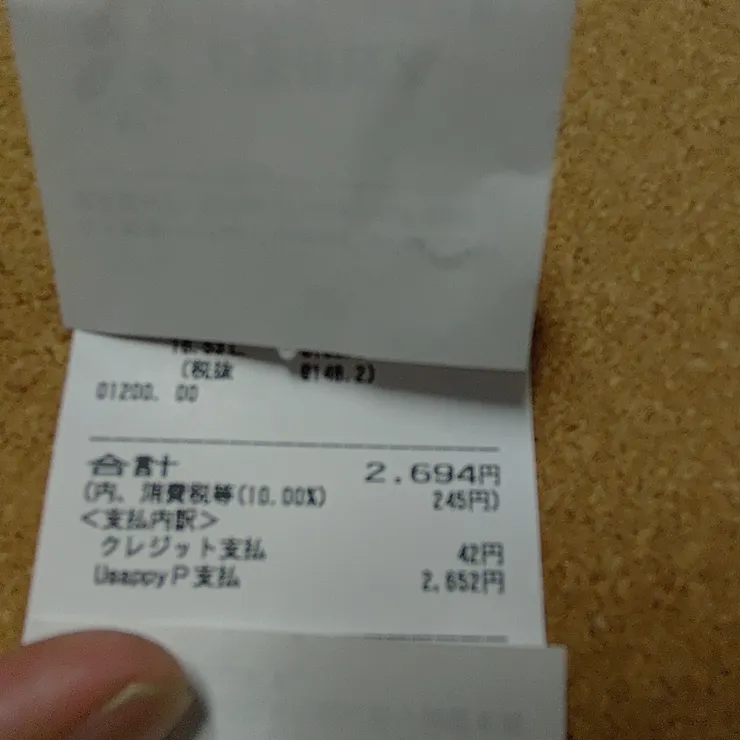 (税抜 @148.2)
01200. 00
合計 2.694円
(内、消費税等(10.00%) 245円)
<支払内訳>
クレジット支払 42円
UsappyP支払 2,652円